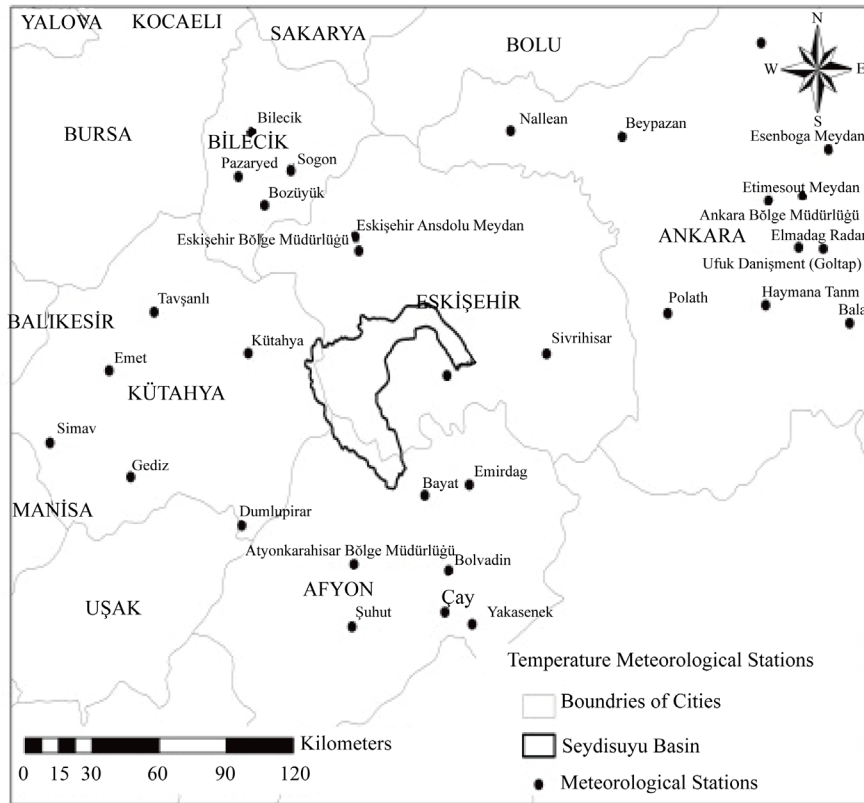 YALOVA
KOCAELI
SAKARYA
BOLU
N
W
E
S
BURSA
Bilecik
BİLECİK
Nallean
Beypazan
Esenboga Meydan
Pazaryed
Sogon
Bozüyük
Etimesout Meydan
Ankara Bölge Müdürlüğü
Eskişehir Ansdolu Meydan
Eskişehir Bölge Müdürlüğü
ANKARA
Elmadag Radar
Ufuk Danişment (Goltap)
ESKİŞEHİR
Tavşanlı
BALIKESİR
Polath
Haymana Tanm
Bala
Kütahya
Sivrihisar
Emet
KÜTAHYA
Simav
Gediz
Bayat
Emirdag
MANİSA
Dumlupirar
Atyonkarahisar Bölge Müdürlüğü
Bolvadin
AFYON
UŞAK
Çay
Şuhut
Yakasenek
Temperature Meteorological Stations
Boundries of Cities
Seydisuyu Basin
Meteorological Stations
Kilometers
0 15 30 60 90 120